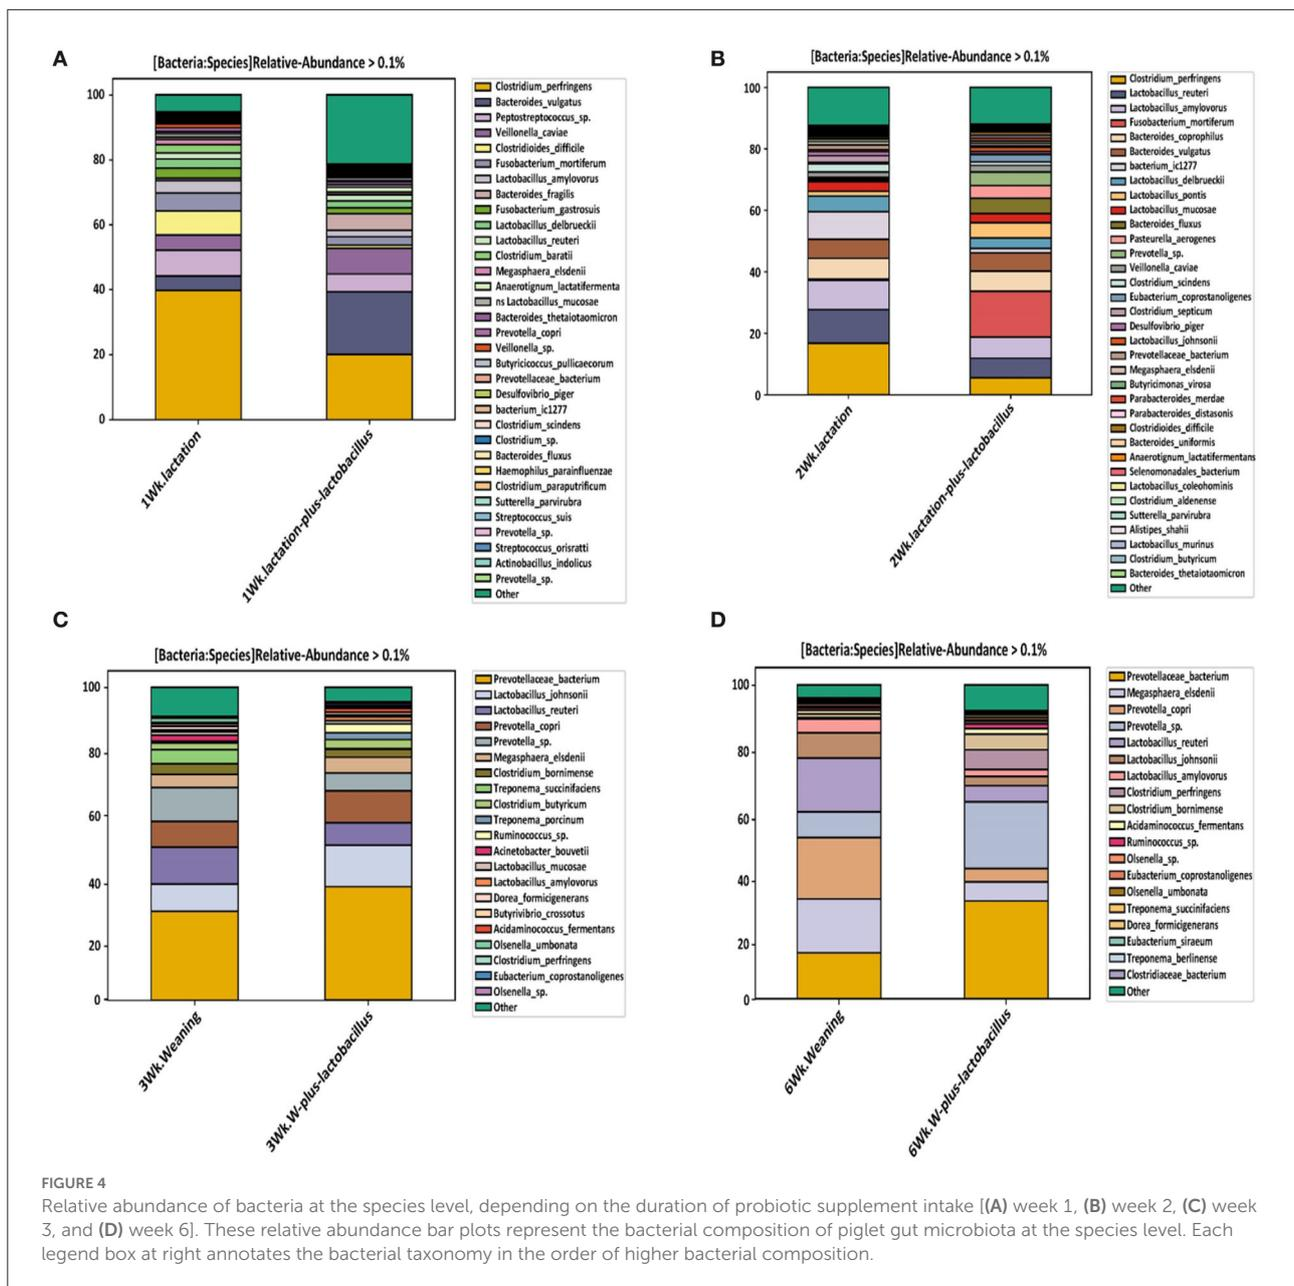 A
[Bacteria:Species]Relative-Abundance > 0.1%
100
80
60
40
20
0
1Wk.lactation
1Wk.lactation-plus-lactobacillus
Clostridium_perfringens
Bacteroides_vulgatus
Peptostreptococcus_sp.
Veillonella_caviae
Clostridioides_difficile
Fusobacterium_mortiferum
Lactobacillus_amylovorus
Bacteroides_fragilis
Fusobacterium_gastrosuis
Lactobacillus_delbrueckii
Lactobacillus_reuteri
Clostridium_baratii
Megasphaera_elsdenii
Anaerotignum_lactatifermenta
ns Lactobacillus_mucosae
Bacteroides_thetaiotaomicron
Prevotella_copri
Veillonella_sp.
Butyricicoccus_pullicaecorum
Prevotellaceae_bacterium
Desulfovibrio_piger
bacterium_ic1277
Clostridium_scindens
Clostridium_sp.
Bacteroides_fluxus
Haemophilus_parainfluenzae
Clostridium_paraputrificum
Sutterella_parvirubra
Streptococcus_suis
Prevotella_sp.
Streptococcus_orisratti
Actinobacillus_indolicus
Prevotella_sp.
Other
B
[Bacteria:Species]Relative-Abundance > 0.1%
100
80
60
40
20
0
2Wk.lactation
2Wk.lactation-plus-lactobacillus
Clostridium_perfringens
Lactobacillus_reuteri
Lactobacillus_amylovorus
Fusobacterium_mortiferum
Bacteroides_coprophilus
Bacteroides_vulgatus
bacterium_ic1277
Lactobacillus_delbrueckii
Lactobacillus_pontis
Lactobacillus_mucosae
Bacteroides_fluxus
Pasteurella_aerogenes
Prevotella_sp.
Veillonella_caviae
Clostridium_scindens
Eubacterium_coprostanoligenes
Clostridium_septicum
Desulfovibrio_piger
Lactobacillus_johnsonii
Prevotellaceae_bacterium
Megasphaera_elsdenii
Butyricimonas_virosa
Parabacteroides_merdae
Parabacteroides_distasonis
Clostridioides_difficile
Bacteroides_uniformis
Anaerotignum_lactatifermentans
Selenomonadales_bacterium
Lactobacillus_coleohominis
Clostridium_aldenense
Sutterella_parvirubra
Alistipes_shahii
Lactobacillus_murinus
Clostridium_butyricum
Bacteroides_thetaiotaomicron
Other
C
[Bacteria:Species]Relative-Abundance > 0.1%
100
80
60
40
20
0
3Wk.Weaning
3Wk.W-plus-lactobacillus
Prevotellaceae_bacterium
Lactobacillus_johnsonii
Lactobacillus_reuteri
Prevotella_copri
Prevotella_sp.
Megasphaera_elsdenii
Clostridium_bornimense
Treponema_succinifaciens
Clostridium_butyricum
Treponema_porcinum
Ruminococcus_sp.
Acinetobacter_bouvetii
Lactobacillus_mucosae
Lactobacillus_amylovorus
Dorea_formicigenerans
Butyrivibrio_crossotus
Acidaminococcus_fermentans
Olsenella_umbonata
Clostridium_perfringens
Eubacterium_coprostanoligenes
Olsenella_sp.
Other
D
[Bacteria:Species]Relative-Abundance > 0.1%
100
80
60
40
20
0
6Wk.Weaning
6Wk.W-plus-lactobacillus
Prevotellaceae_bacterium
Megasphaera_elsdenii
Prevotella_copri
Prevotella_sp.
Lactobacillus_reuteri
Lactobacillus_johnsonii
Lactobacillus_amylovorus
Clostridium_perfringens
Clostridium_bornimense
Acidaminococcus_fermentans
Ruminococcus_sp.
Olsenella_sp.
Eubacterium_coprostanoligenes
Olsenella_umbonata
Treponema_succinifaciens
Dorea_formicigenerans
Eubacterium_siraeum
Treponema_berlinense
Clostridiaceae_bacterium
Other
FIGURE 4
Relative abundance of bacteria at the species level, depending on the duration of probiotic supplement intake [(A) week 1, (B) week 2, (C) week
3, and (D) week 6]. These relative abundance bar plots represent the bacterial composition of piglet gut microbiota at the species level. Each
legend box at right annotates the bacterial taxonomy in the order of higher bacterial composition.